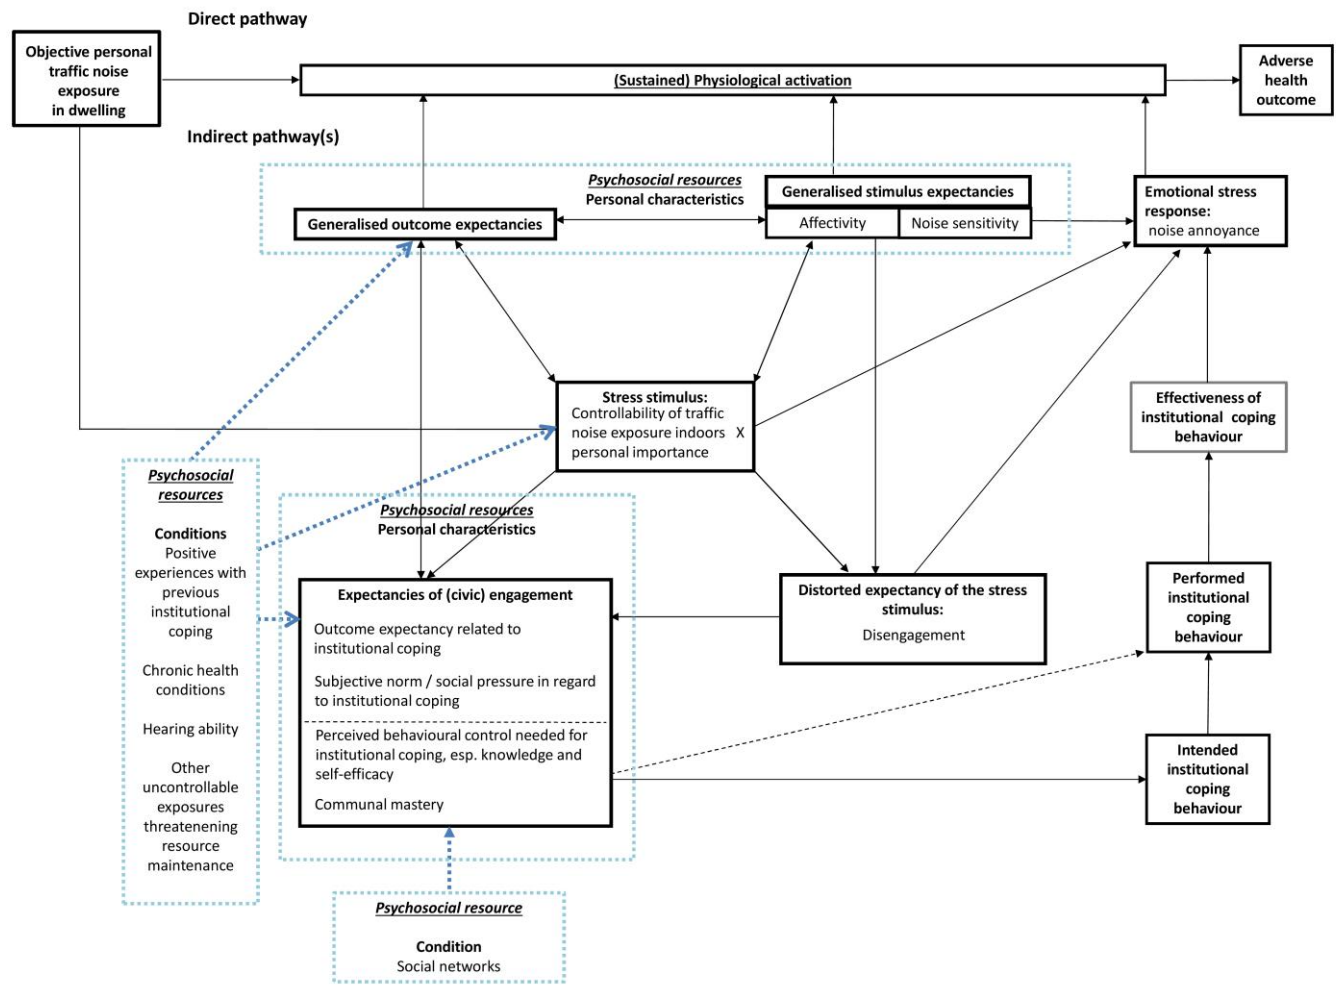 Direct pathway
Objective personal
traffic noise
exposure
in dwelling
(Sustained) Physiological activation
Adverse
health
outcome
Indirect pathway(s)
Psychosocial resources
Personal characteristics
Generalised outcome expectancies
Generalised stimulus expectancies
Affectivity
Noise sensitivity
Emotional stress
response:
noise annoyance
Stress stimulus:
Controllability of traffic
noise exposure indoors X
personal importance
Effectiveness of
institutional coping
behaviour
Psychosocial
resources
Conditions
Positive
experiences with
previous
institutional
coping
Chronic health
conditions
Hearing ability
Other
uncontrollable
exposures
threatenening
resource
maintenance
Psychosocial resources
Personal characteristics
Expectancies of (civic) engagement
Outcome expectancy related to
institutional coping
Subjective norm / social pressure in regard
to institutional coping
Perceived behavioural control needed for
institutional coping, esp. knowledge and
self-efficacy
Communal mastery
Distorted expectancy of the stress
stimulus:
Disengagement
Performed
institutional
coping
behaviour
Intended
institutional
coping
behaviour
Psychosocial resource
Condition
Social networks